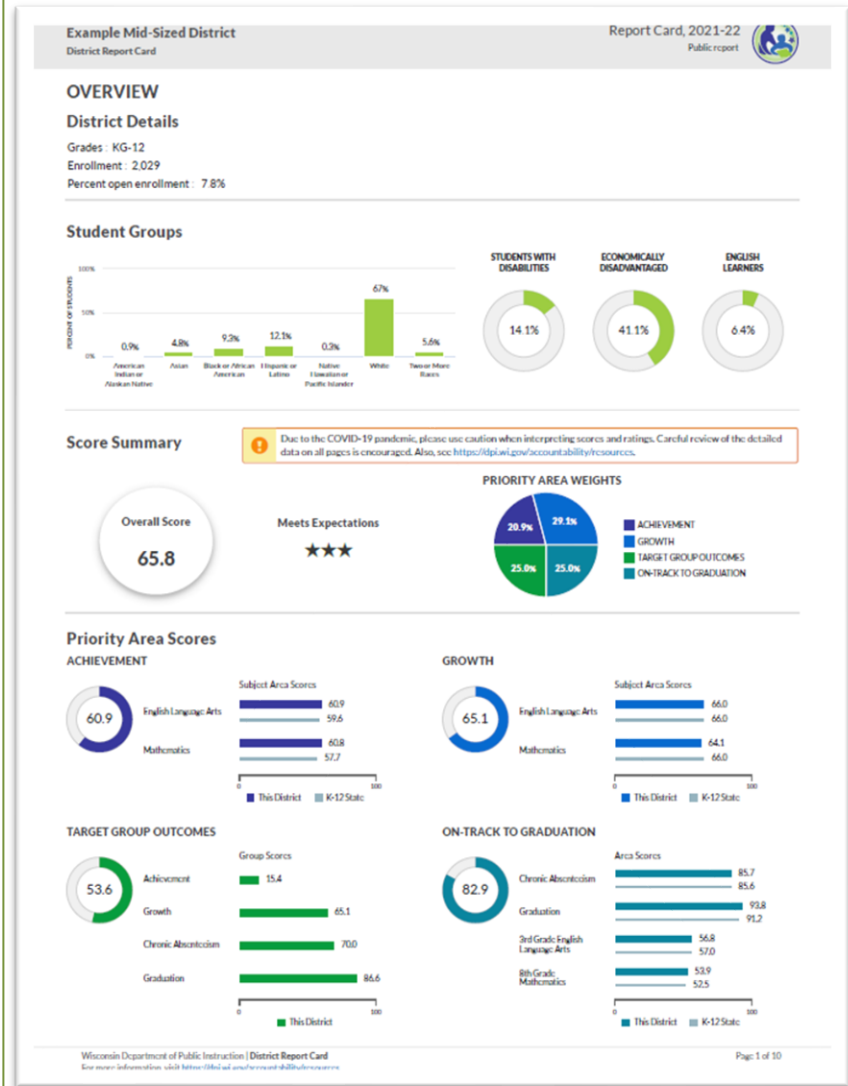 Example Mid-Sized District
District Report Card
Report Card, 2021-22
Public report
OVERVIEW
District Details
Grades : KG-12
Enrollment : 2,029
Percent open enrollment : 7.8%
Student Groups
PERCENT OF STUDENTS
100%
50%
0%
0.9%
4.8%
9.3%
12.1%
0.3%
67%
5.6%
American Indian or Alaskan Native
Asian
Black or African American
Hispanic or Latino
Native Hawaiian or Pacific Islander
White
Two or More Races
STUDENTS WITH DISABILITIES
14.1%
ECONOMICALLY DISADVANTAGED
41.1%
ENGLISH LEARNERS
6.4%
Score Summary
Due to the COVID-19 pandemic, please use caution when interpreting scores and ratings. Careful review of the detailed
data on all pages is encouraged. Also, see https://dpi.wi.gov/accountability/resources.
Overall Score
65.8
Meets Expectations
★★★
PRIORITY AREA WEIGHTS
20.9%
29.1%
25.0%
25.0%
ACHIEVEMENT
GROWTH
TARGET GROUP OUTCOMES
ON-TRACK TO GRADUATION
Priority Area Scores
ACHIEVEMENT
60.9
Subject Area Scores
English Language Arts
60.9
59.6
Mathematics
60.8
57.7
0
100
This District
K-12 State
GROWTH
65.1
Subject Area Scores
English Language Arts
66.0
66.0
Mathematics
64.1
66.0
0
100
This District
K-12 State
TARGET GROUP OUTCOMES
53.6
Group Scores
Achievement
15.4
Growth
65.1
Chronic Absenteeism
70.0
Graduation
86.6
0
100
This District
ON-TRACK TO GRADUATION
82.9
Area Scores
Chronic Absenteeism
85.7
85.6
Graduation
93.8
91.2
3rd Grade English
Language Arts
56.8
57.0
8th Grade
Mathematics
53.9
52.5
0
100
This District
K-12 State
Wisconsin Department of Public Instruction | District Report Card
Page 1 of 10
For more information, visit https://dpi.wi.gov/accountability/resources